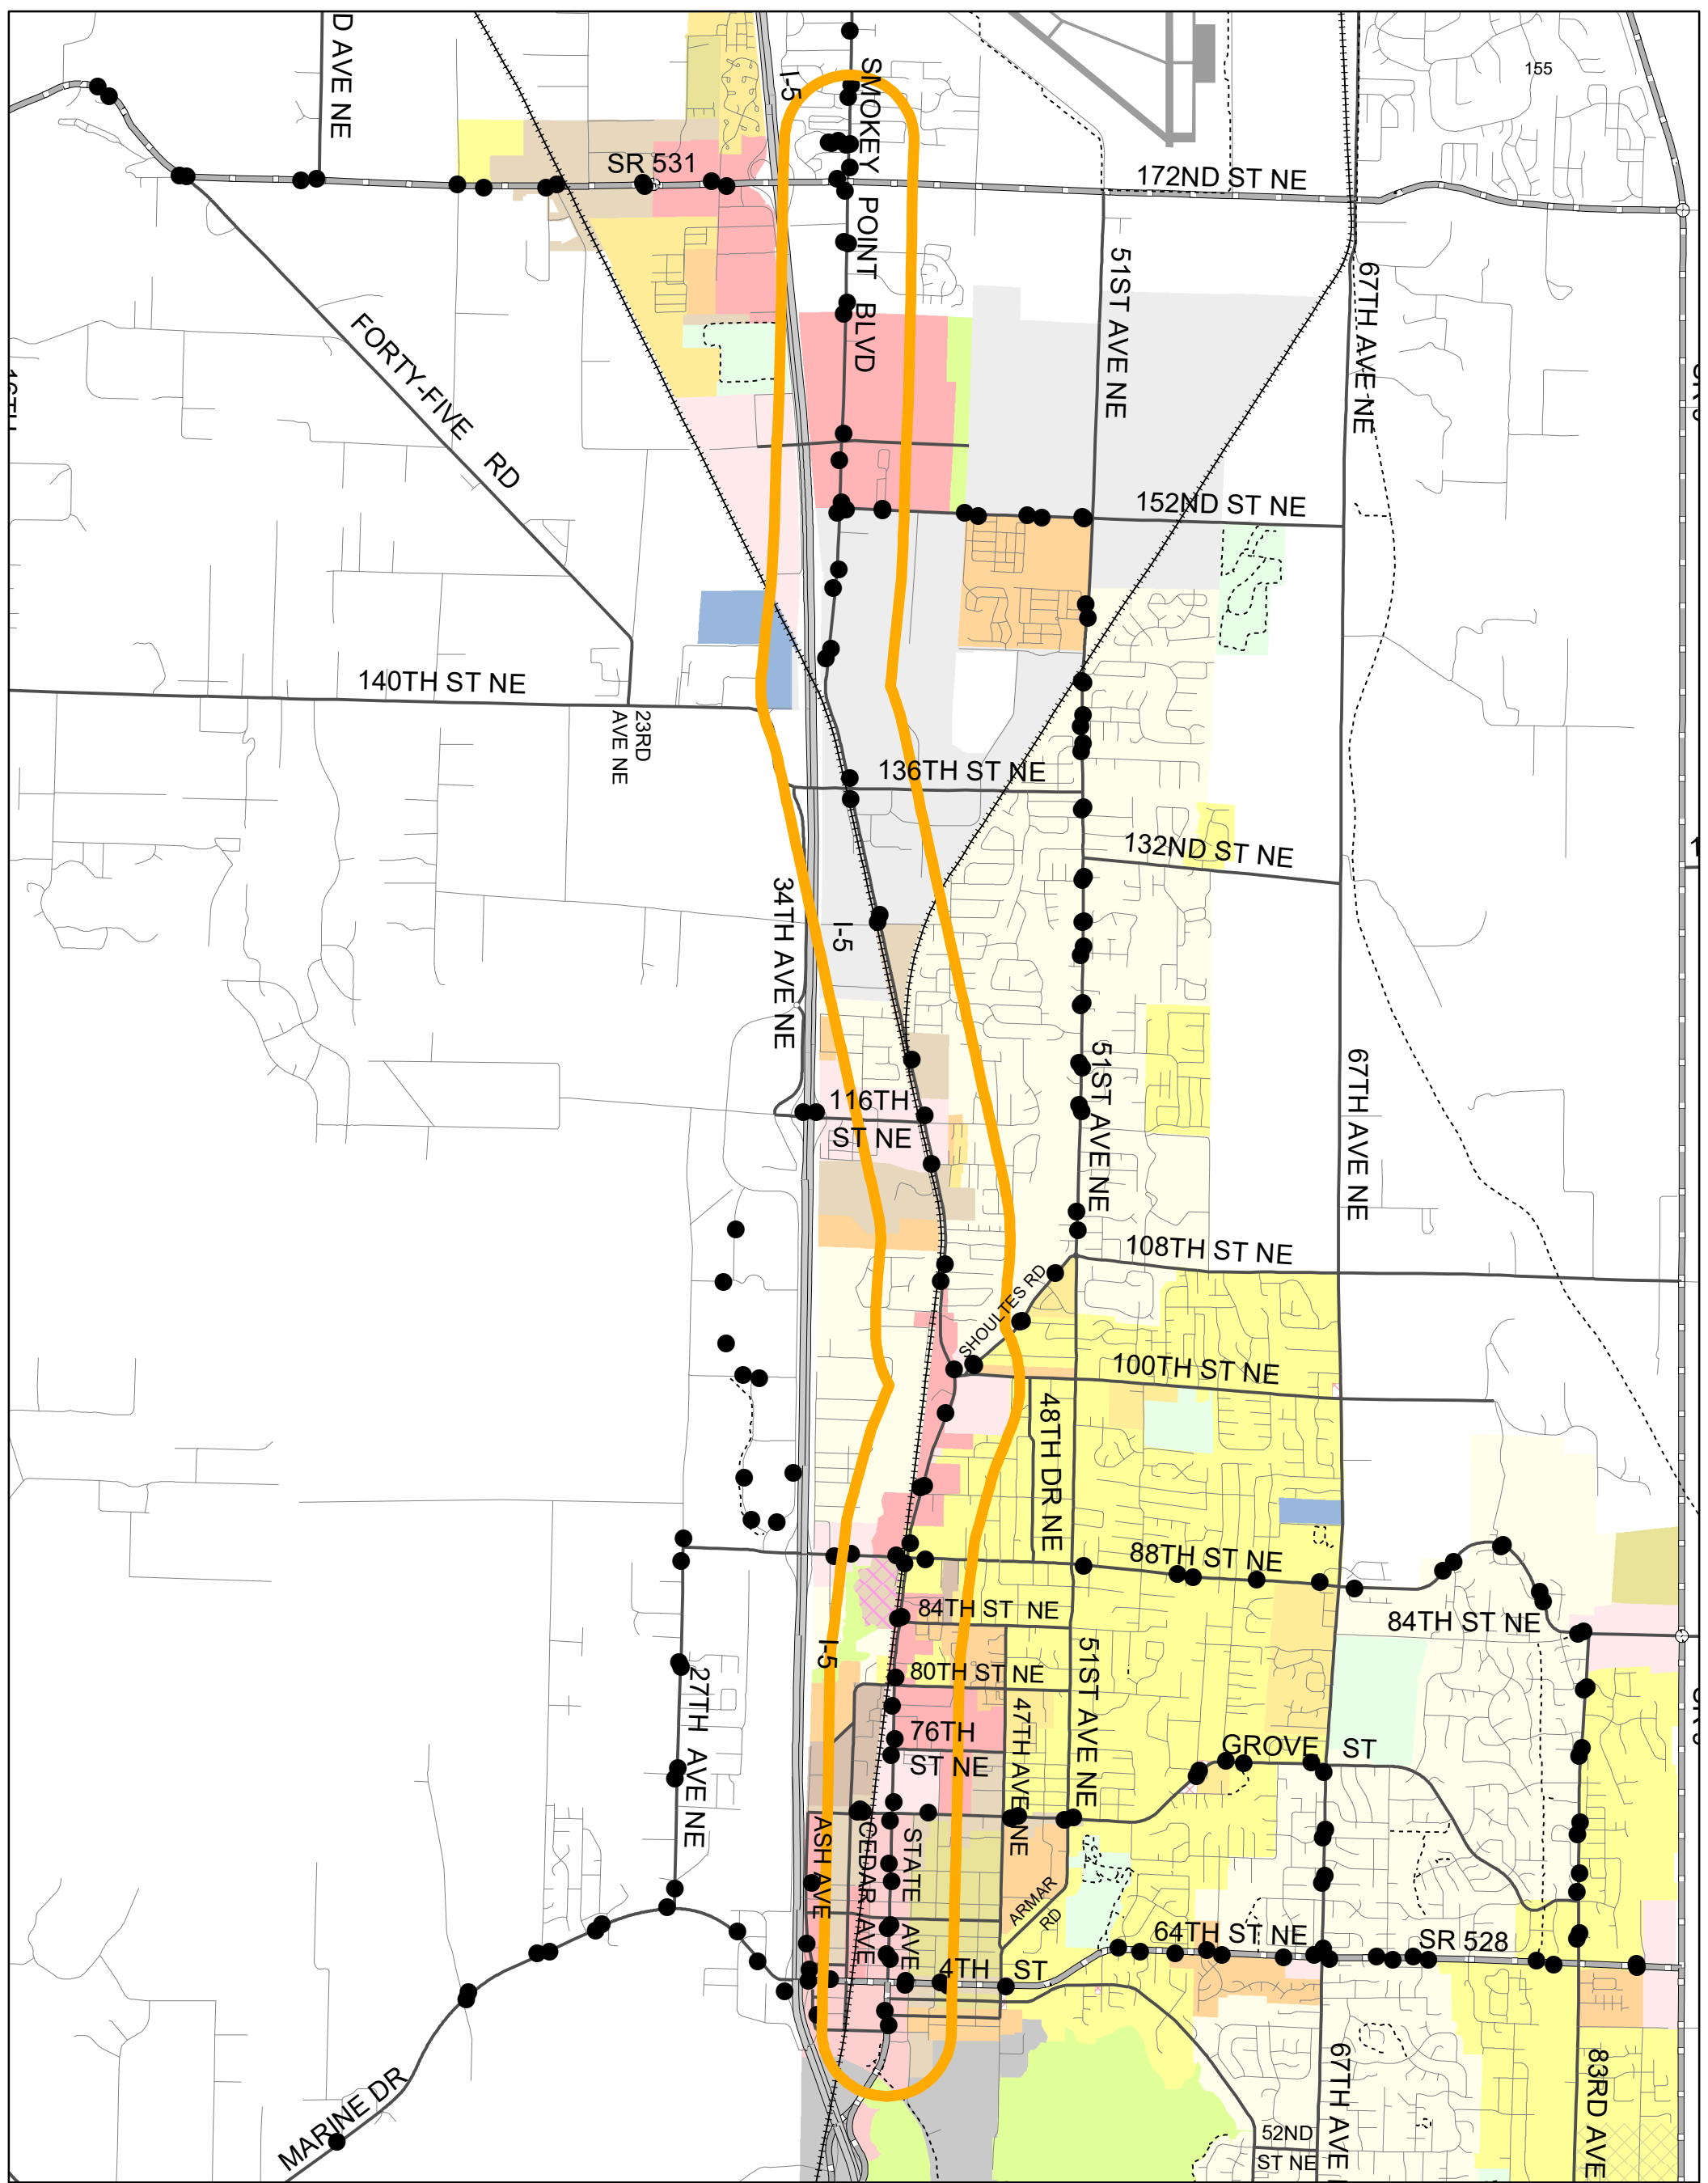 D AVE NE
I-5
SMOKEY POINT BLVD
155
SR 531
172ND ST NE
51ST AVE NE
67TH AVE NE
FORTY-FIVE RD
152ND ST NE
140TH ST NE
23RD
AVE NE
136TH ST NE
132ND ST NE
34TH AVE NE
I-5
51ST AVE NE
67TH AVE NE
116TH
ST NE
108TH ST NE
SHOULTES RD
100TH ST NE
48TH DR NE
88TH ST NE
84TH ST NE
84TH ST NE
I-5
80TH ST NE
27TH AVE NE
51ST AVE NE
47TH AVE NE
76TH
ST NE
GROVE ST
ASH AVE
CEDAR AVE
STATE AVE
ARMAR
RD
64TH ST NE
SR 528
4TH ST
MARINE DR
67TH AVE
83RD AVE
52ND
ST NE